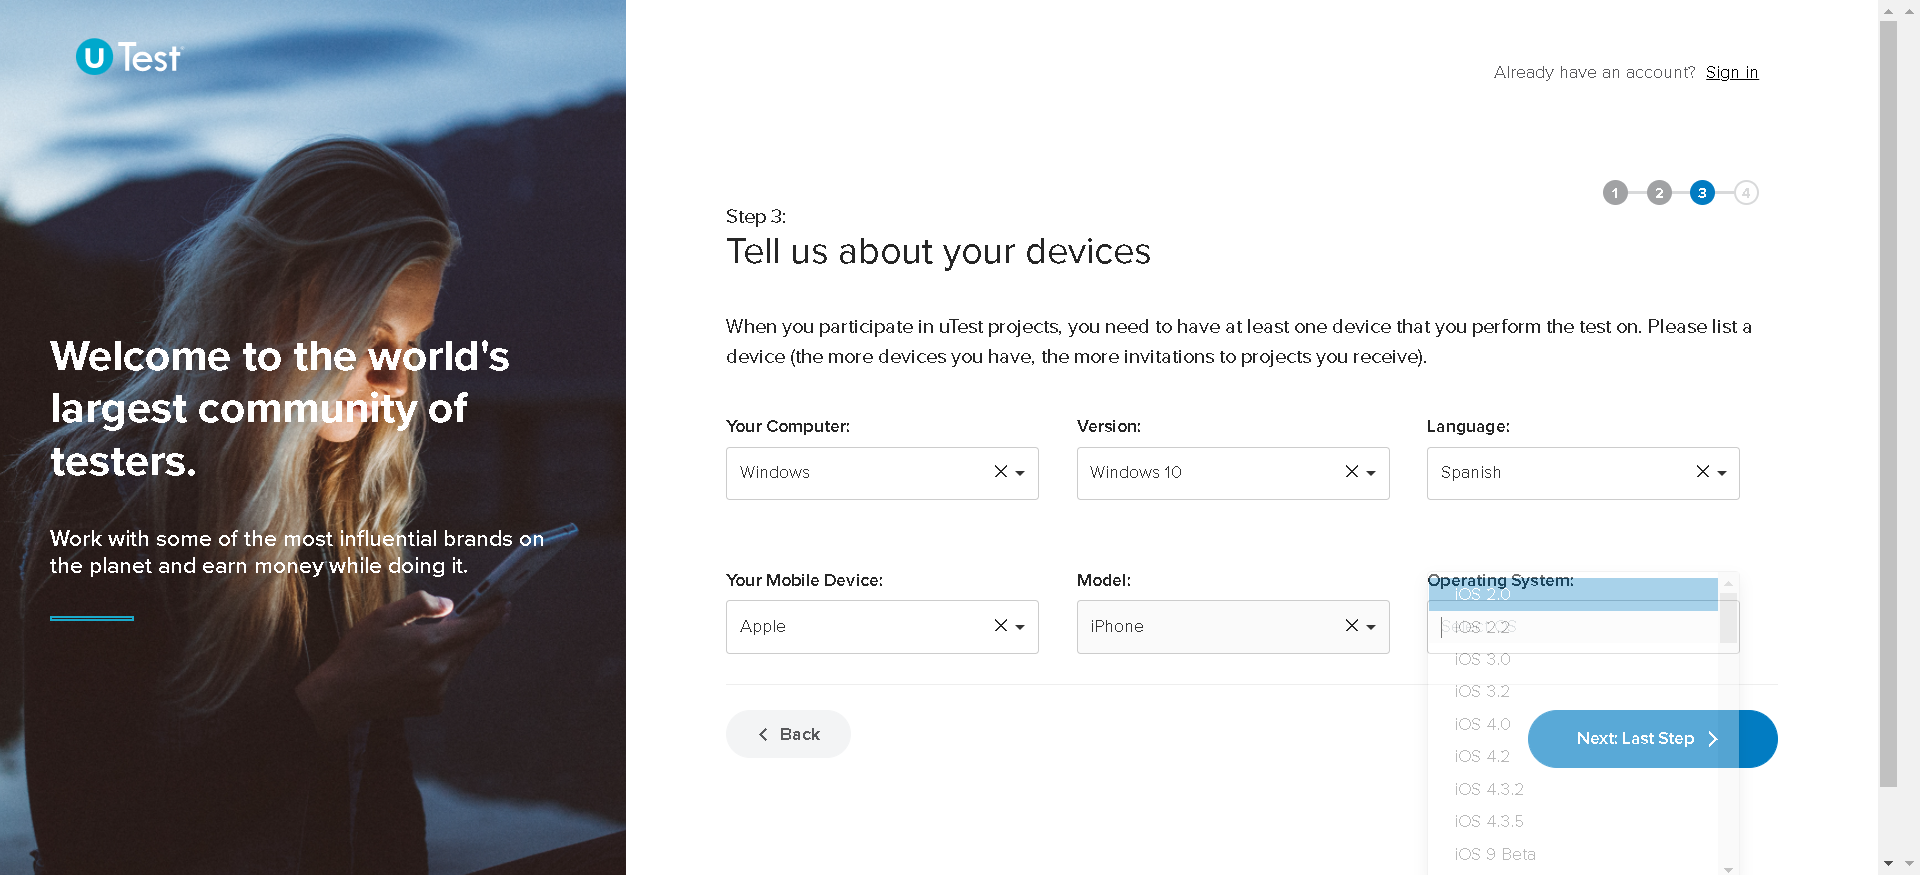 U Test
Already have an account? Sign in
1 2 3 4
Step 3:
Tell us about your devices
When you participate in uTest projects, you need to have at least one device that you perform the test on. Please list a
device (the more devices you have, the more invitations to projects you receive).
Welcome to the world's
largest community of
testers.
Work with some of the most influential brands on
the planet and earn money while doing it.
Your Computer: Version: Language:
Windows Windows 10 Spanish
Your Mobile Device: Model: Operating System:
Apple iPhone Select OS
iOS 2.0
iOS 2.2
iOS 3.0
iOS 3.2
iOS 4.0
iOS 4.2
iOS 4.3.2
iOS 4.3.5
iOS 9 Beta
Back
Next: Last Step